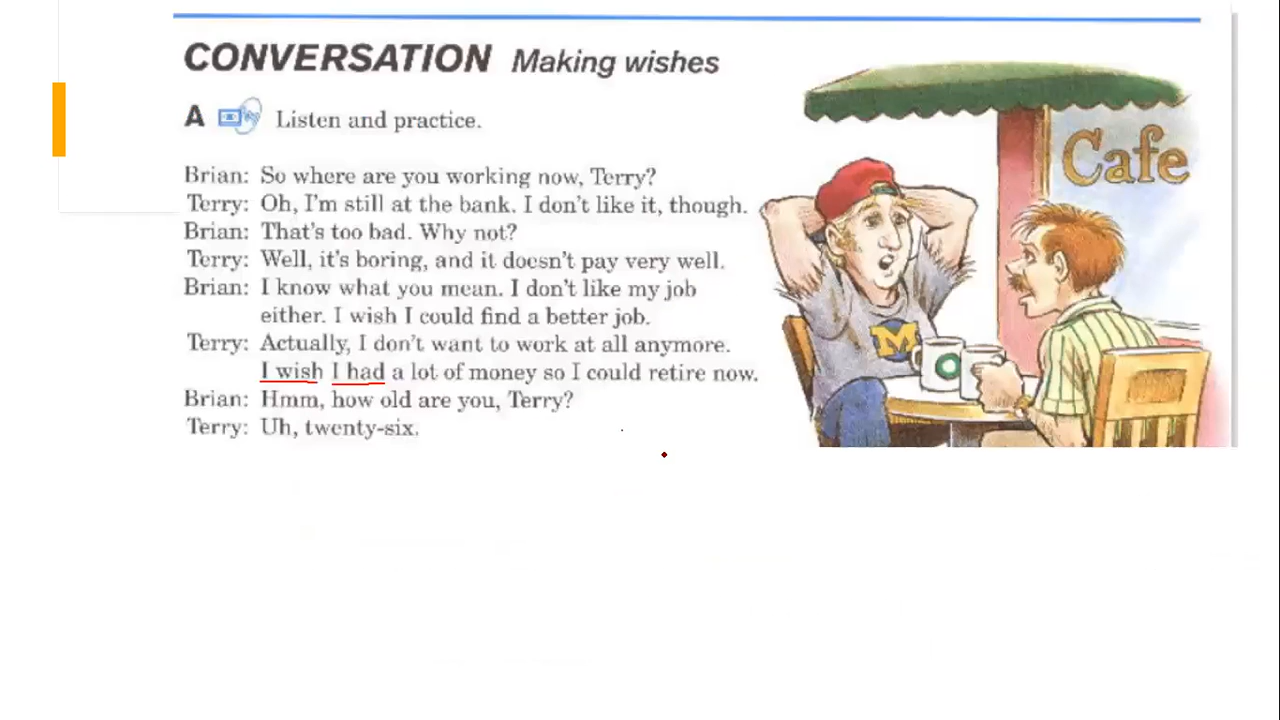 CONVERSATION Making wishes
A Listen and practice.
Brian: So where are you working now, Terry?
Terry: Oh, I'm still at the bank. I don't like it, though.
Brian: That's too bad. Why not?
Terry: Well, it's boring, and it doesn't pay very well.
Brian: I know what you mean. I don't like my job
either. I wish I could find a better job.
Terry: Actually, I don't want to work at all anymore.
I wish I had a lot of money so I could retire now.
Brian: Hmm, how old are you, Terry?
Terry: Uh, twenty-six.
Cafe
M